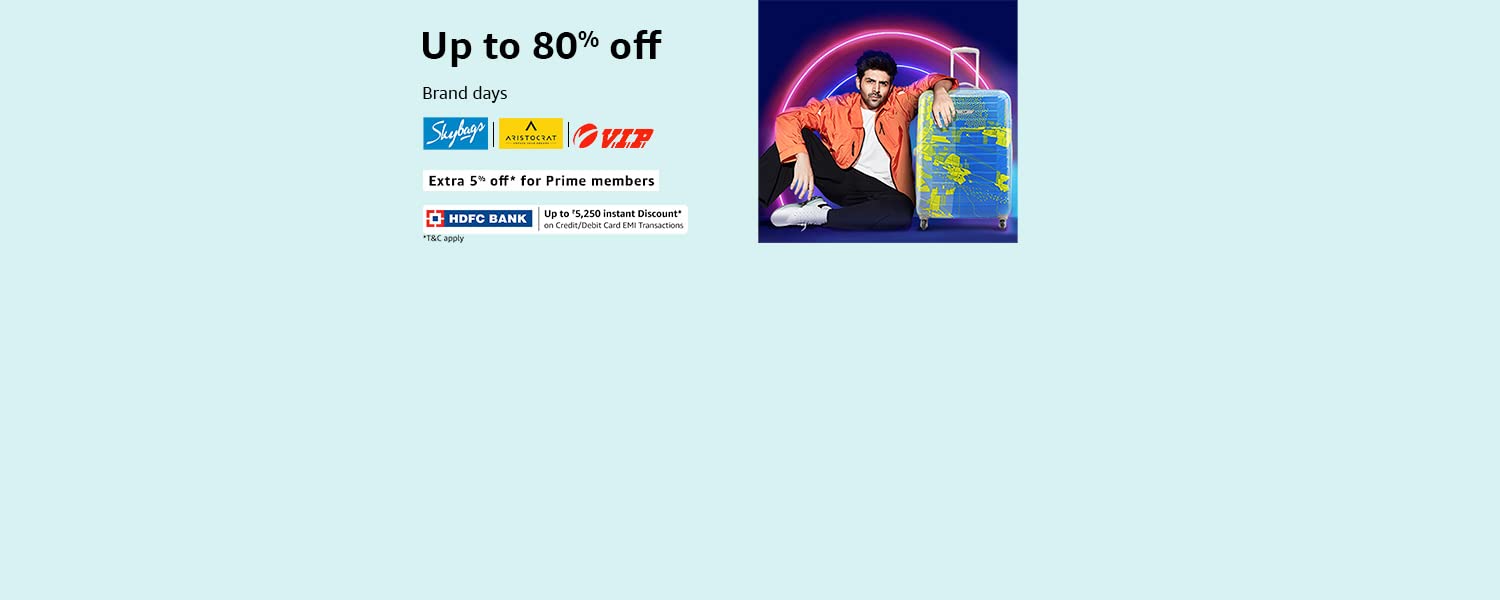 Up to 80% off
Brand days
Skybags
ARISTOCRAT
VIP
Extra 5% off* for Prime members
HDFC BANK
Up to ₹5,250 instant Discount*
on Credit/Debit Card EMI Transactions
*T&C apply